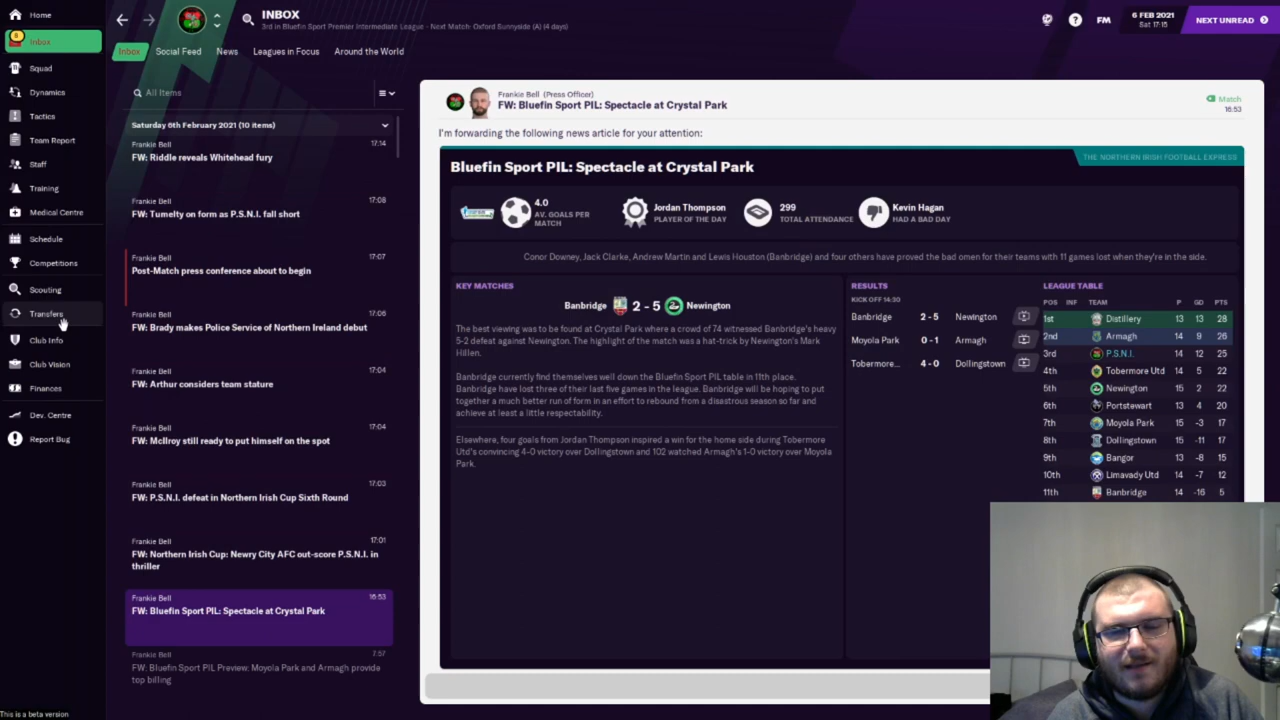 Home
Inbox
Squad
Dynamics
Tactics
Team Report
Staff
Training
Medical Centre
Schedule
Competitions
Scouting
Transfers
Club Info
Club Vision
Finances
Dev. Centre
Report Bug
This is a beta version
INBOX
3rd in Bluefin Sport Premier Intermediate League - Next Match: Oxford Sunnyside (A) (4 days)
FM
6 FEB 2021
Sat 17:15
NEXT UNREAD
Inbox
Social Feed
News
Leagues in Focus
Around the World
All Items
Saturday 6th February 2021 (10 items)
Frankie Bell 17:14
FW: Riddle reveals Whitehead fury
Frankie Bell 17:08
FW: Tumelty on form as P.S.N.I. fall short
Frankie Bell 17:07
Post-Match press conference about to begin
Frankie Bell 17:06
FW: Brady makes Police Service of Northern Ireland debut
Frankie Bell 17:04
FW: Arthur considers team stature
Frankie Bell 17:04
FW: McIlroy still ready to put himself on the spot
Frankie Bell 17:03
FW: P.S.N.I. defeat in Northern Irish Cup Sixth Round
Frankie Bell 17:01
FW: Northern Irish Cup: Newry City AFC out-score P.S.N.I. in
thriller
Frankie Bell 16:53
FW: Bluefin Sport PIL: Spectacle at Crystal Park
Frankie Bell 7:57
FW: Bluefin Sport PIL Preview: Moyola Park and Armagh provide
top billing
Frankie Bell (Press Officer)
FW: Bluefin Sport PIL: Spectacle at Crystal Park
Match
16:53
I'm forwarding the following news article for your attention:
THE NORTHERN IRISH FOOTBALL EXPRESS
Bluefin Sport PIL: Spectacle at Crystal Park
4.0
AV. GOALS PER
MATCH
Jordan Thompson
PLAYER OF THE DAY
299
TOTAL ATTENDANCE
Kevin Hagan
HAD A BAD DAY
Conor Downey, Jack Clarke, Andrew Martin and Lewis Houston (Banbridge) and four others have proved the bad omen for their teams with 11 games lost when they're in the side.
KEY MATCHES
Banbridge 2 - 5 Newington
The best viewing was to be found at Crystal Park where a crowd of 74 witnessed Banbridge's heavy
5-2 defeat against Newington. The highlight of the match was a hat-trick by Newington's Mark
Hillen.
Banbridge currently find themselves well down the Bluefin Sport PIL table in 11th place.
Banbridge have lost three of their last five games in the league. Banbridge will be hoping to put
together a much better run of form in an effort to rebound from a disastrous season so far and
achieve at least a little respectability.
Elsewhere, four goals from Jordan Thompson inspired a win for the home side during Tobermore
Utd's convincing 4-0 victory over Dollingstown and 102 watched Armagh's 1-0 victory over Moyola
Park.
RESULTS
KICK OFF 14:30
Banbridge 2 - 5 Newington
Moyola Park 0 - 1 Armagh
Tobermore... 4 - 0 Dollingstown
LEAGUE TABLE
POS INF TEAM P GD PTS
1st Distillery 13 13 28
2nd Armagh 14 9 26
3rd P.S.N.I. 14 12 25
4th Tobermore Utd 14 5 22
5th Newington 15 2 22
6th Portstewart 13 4 20
7th Moyola Park 15 -3 17
8th Dollingstown 15 -11 17
9th Bangor 13 -8 15
10th Limavady Utd 14 -7 12
11th Banbridge 14 -16 5